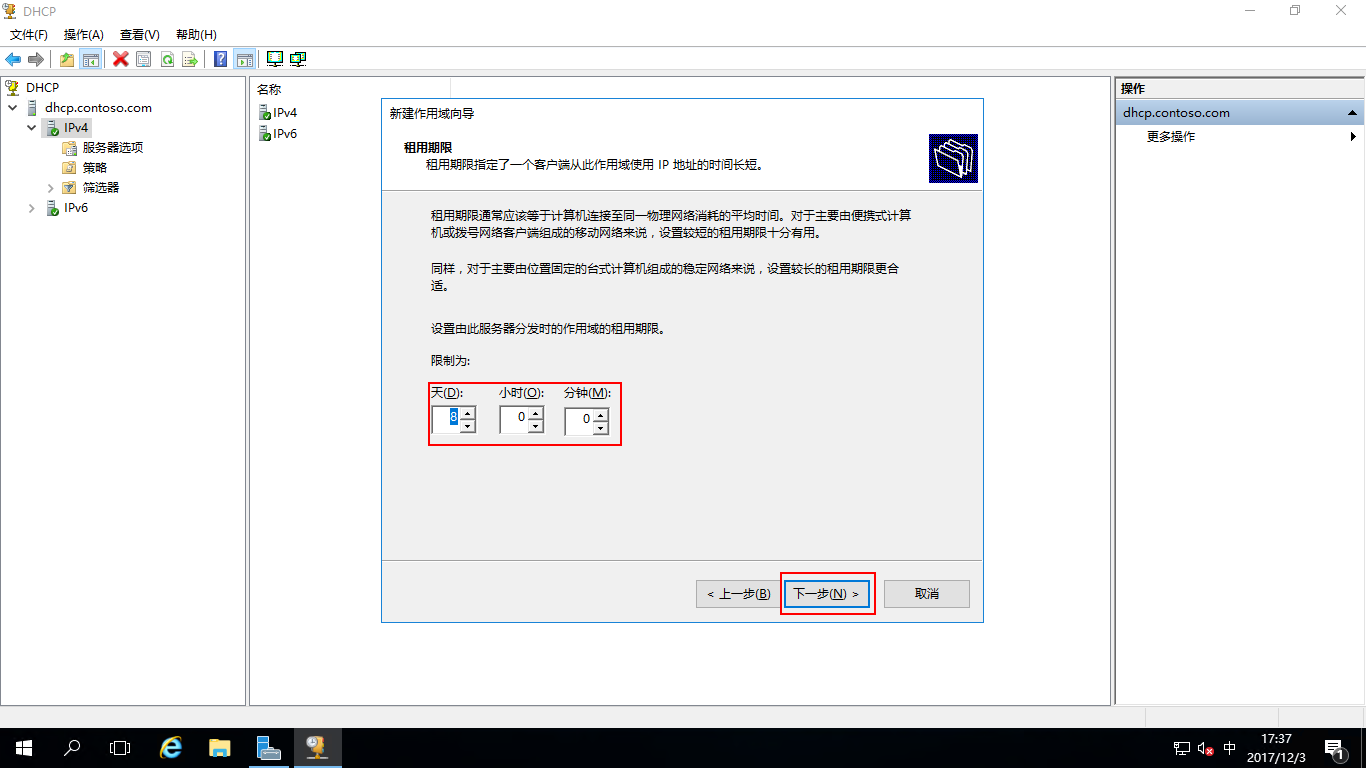 DHCP
文件(F) 操作(A) 查看(V) 帮助(H)
DHCP
dhcp.contoso.com
IPv4
服务器选项
策略
筛选器
IPv6
名称
IPv4
IPv6
新建作用域向导
租用期限
租用期限指定了一个客户端从此作用域使用 IP 地址的时间长短。
租用期限通常应该等于计算机连接至同一物理网络消耗的平均时间。对于主要由便携式计算
机或拨号网络客户端组成的移动网络来说，设置较短的租用期限十分有用。
同样，对于主要由位置固定的台式计算机组成的稳定网络来说，设置较长的租用期限更合
适。
设置由此服务器分发时的作用域的租用期限。
限制为:
天(D): 小时(O): 分钟(M):
8 0 0
< 上一步(B) 下一步(N) > 取消
操作
dhcp.contoso.com
更多操作
中
17:37
2017/12/3
1